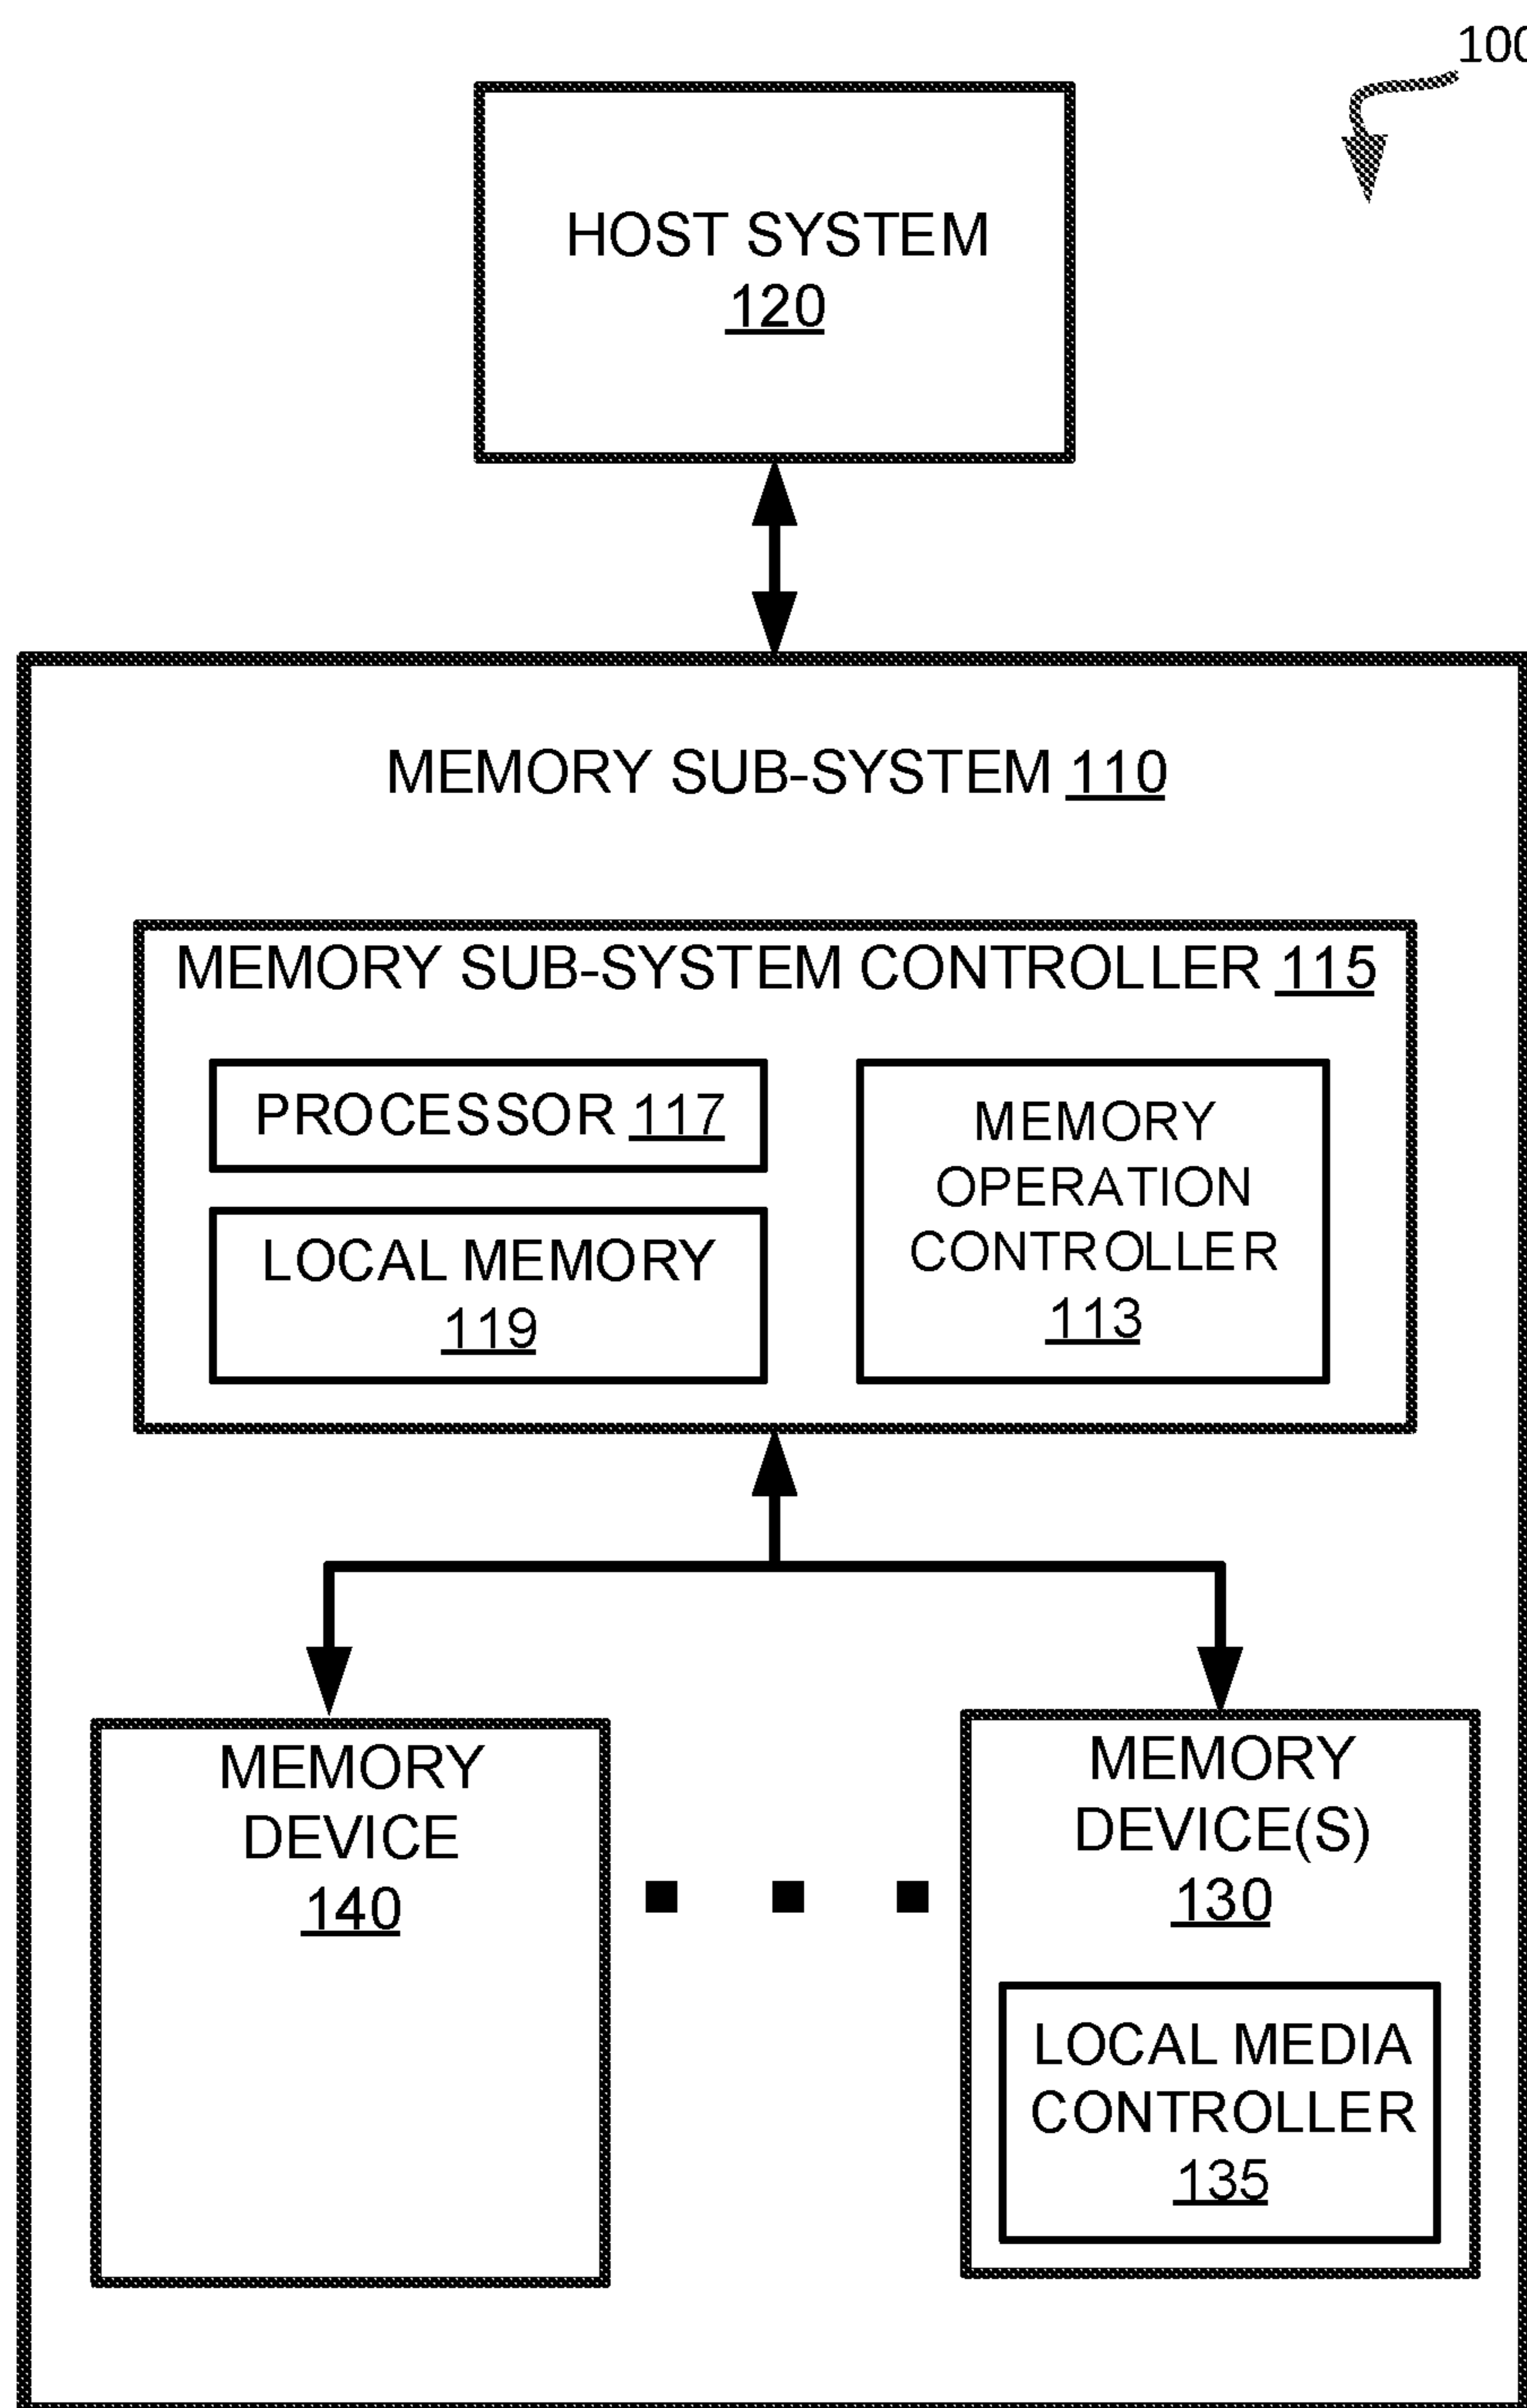 100
HOST SYSTEM
120
MEMORY SUB-SYSTEM 110
MEMORY SUB-SYSTEM CONTROLLER 115
PROCESSOR 117
LOCAL MEMORY
119
MEMORY
OPERATION
CONTROLLER
113
MEMORY
DEVICE
140
MEMORY
DEVICE(S)
130
LOCAL MEDIA
CONTROLLER
135